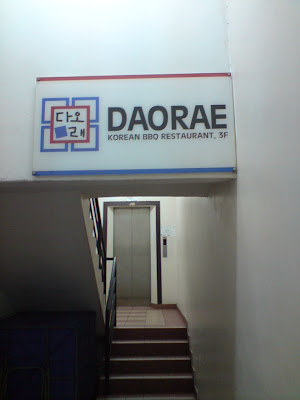 다오
래
DAORAE
KOREAN BBQ RESTAURANT, 3F